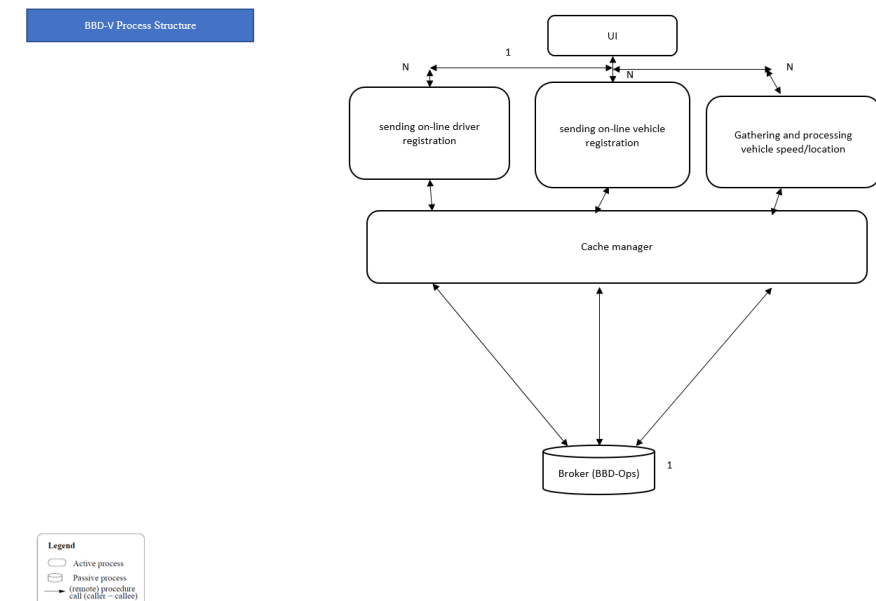 BBD-V Process Structure
UI
1
N
N
N
sending on-line driver
registration
sending on-line vehicle
registration
Gathering and processing
vehicle speed/location
Cache manager
Broker (BBD-Ops)
1
Legend
Active process
Passive process
(remote) procedure
call (caller – callee)